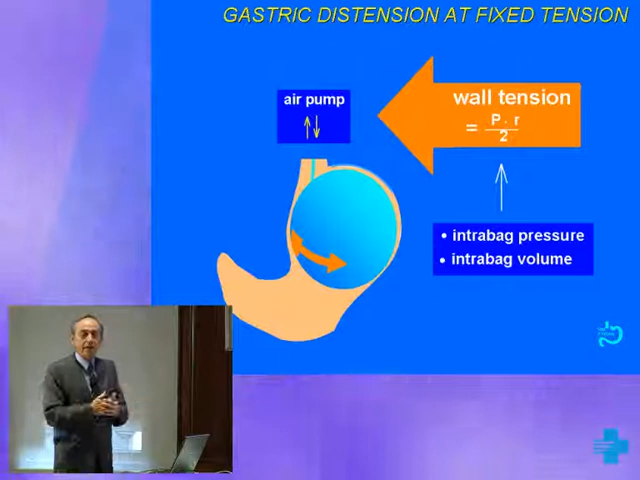 GASTRIC DISTENSION AT FIXED TENSION
air pump
wall tension
= P · r
2
• intrabag pressure
• intrabag volume